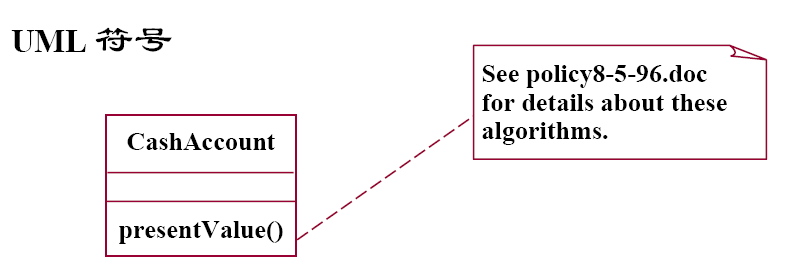 UML 符号
See policy8-5-96.doc
for details about these
algorithms.
CashAccount
presentValue()